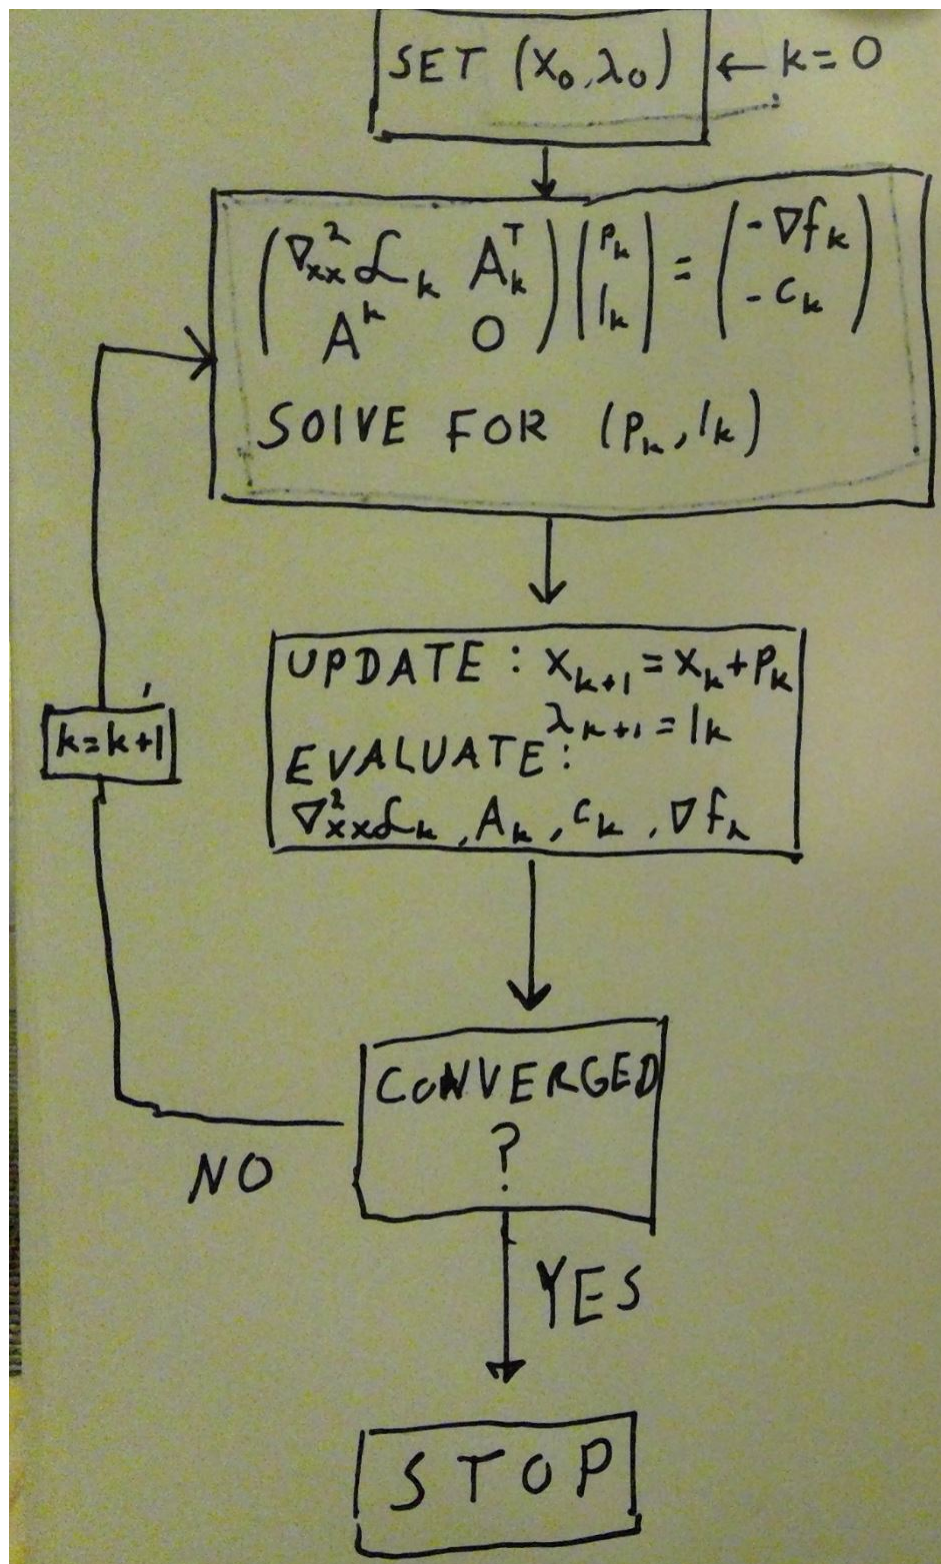 SET (x₀,λ₀) ← k=0
(∇²ₓₓℒₖ Aₖᵀ) (pₖ) = (-∇fₖ)
(Aᵏ 0) (lₖ) (-cₖ)
SOLVE FOR (pₖ, lₖ)
UPDATE: xₖ₊₁=xₖ+pₖ
λₖ₊₁=lₖ
k=k+1
EVALUATE:
∇²ₓₓℒₖ, Aₖ, cₖ, ∇fₖ
CONVERGED
?
NO
YES
STOP